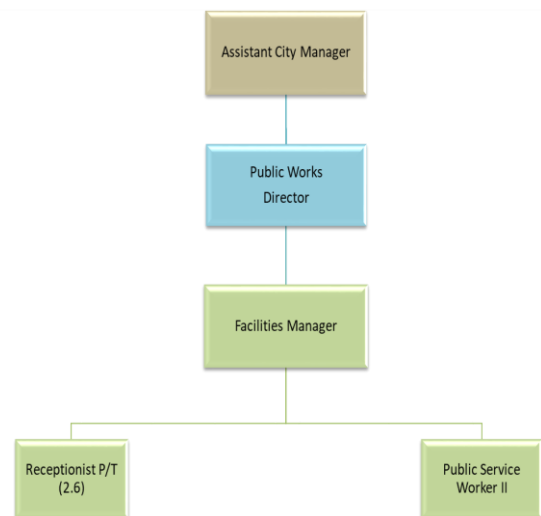 Assistant City Manager
Public Works
Director
Facilities Manager
Receptionist P/T
(2.6)
Public Service
Worker II